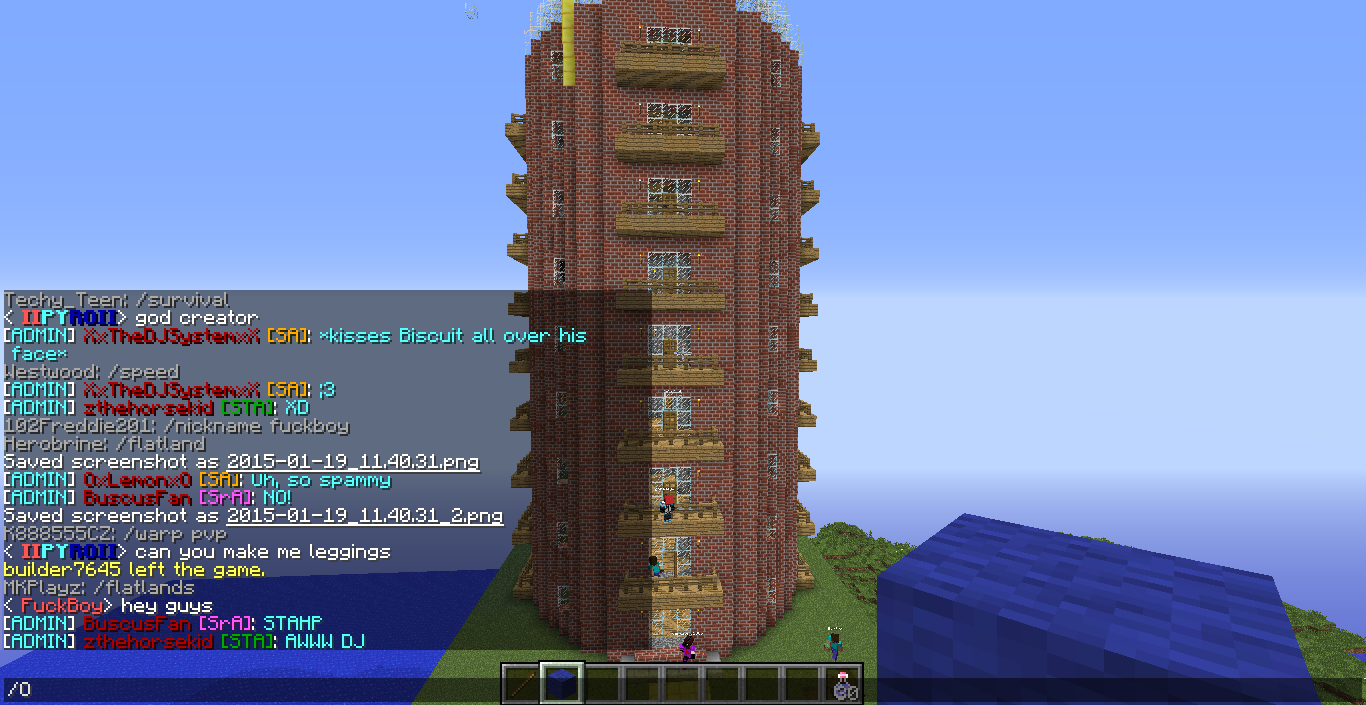 Techy_Teen: /survival
< IIPYROII> god creator
[ADMIN] XxTheDJSystemxX [SA]: *kisses Biscuit all over his
face*
Westwood: /speed
[ADMIN] XxTheDJSystemxX [SA]: ;3
[ADMIN] zthehorsekid [STA]: XD
102Freddie201: /nickname fuckboy
Herobrine: /flatland
Saved screenshot as 2015-01-19_11.40.31.png
[ADMIN] OxLemonxO [SA]: Uh, so spammy
[ADMIN] BuscusFan [SrA]: NO!
Saved screenshot as 2015-01-19_11.40.31_2.png
K888555CZ: /warp pvp
< IIPYROII> can you make me leggings
builder7645 left the game.
MKPlayz: /flatlands
< FuckBoy> hey guys
[ADMIN] BuscusFan [SrA]: STAHP
[ADMIN] zthehorsekid [STA]: AWWW DJ
/0